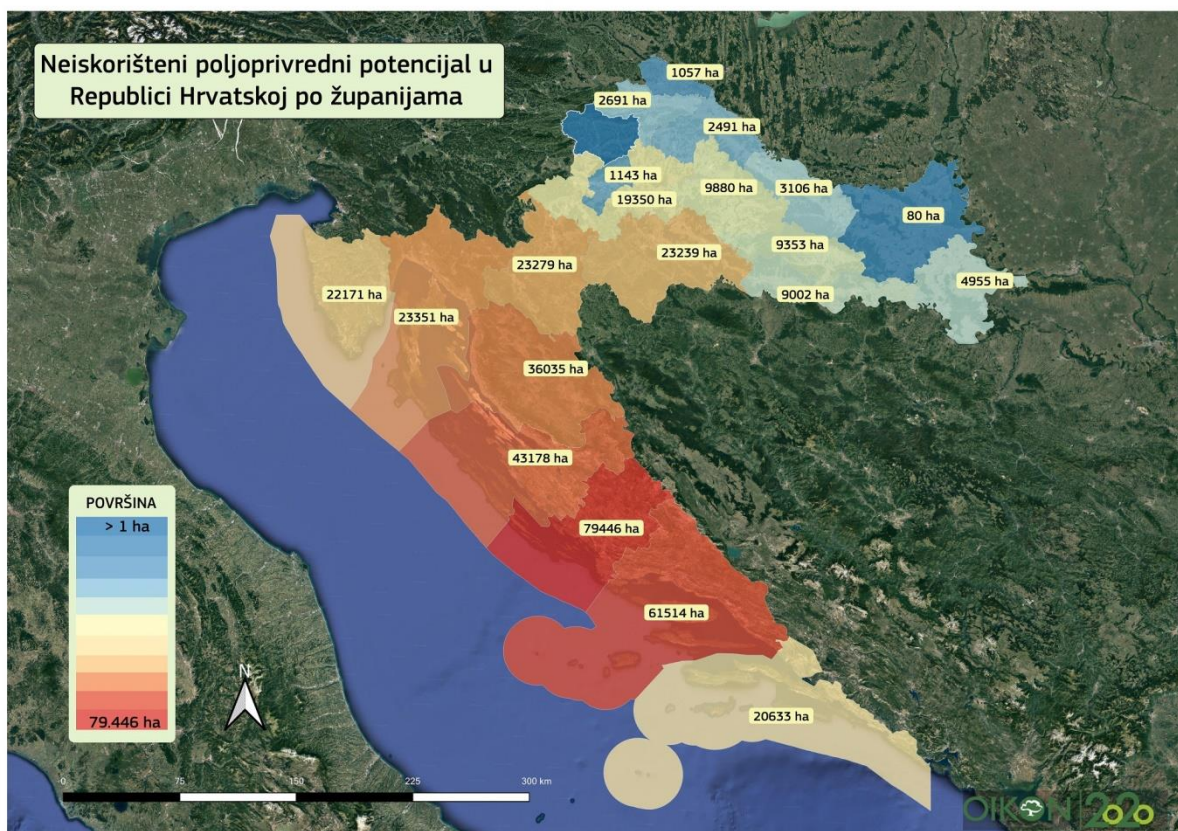 Neiskorišteni poljoprivredni potencijal u
Republici Hrvatskoj po županijama
1057 ha
2691 ha
2491 ha
1143 ha
9880 ha
3106 ha
19350 ha
80 ha
23279 ha
23239 ha
9353 ha
4955 ha
22171 ha
9002 ha
23351 ha
36035 ha
43178 ha
79446 ha
61514 ha
20633 ha
POVRŠINA
> 1 ha
79.446 ha
N
0 75 150 225 300 km
OIKON 2020